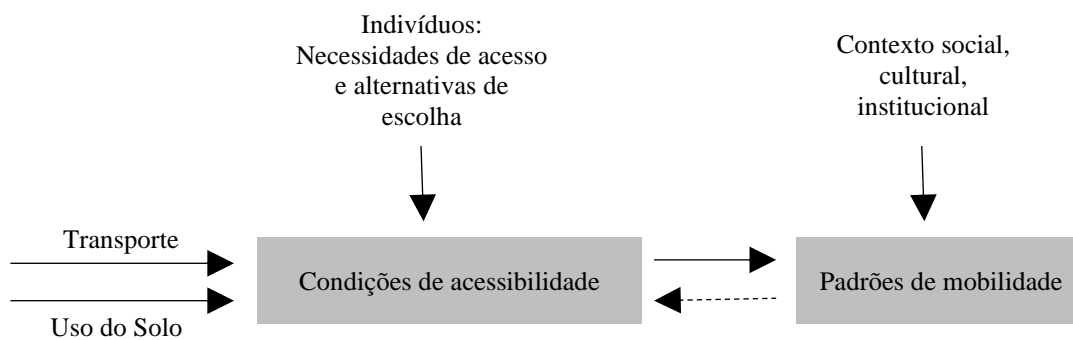 Indivíduos:
Necessidades de acesso
e alternativas de
escolha
Contexto social,
cultural,
institucional
Transporte
Uso do Solo
Condições de acessibilidade
Padrões de mobilidade